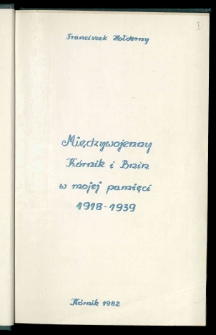 Franciszek Hołderny
Międzywojenny
Kórnik i Bnin
w mojej pamięci
1918-1939
Kórnik 1982